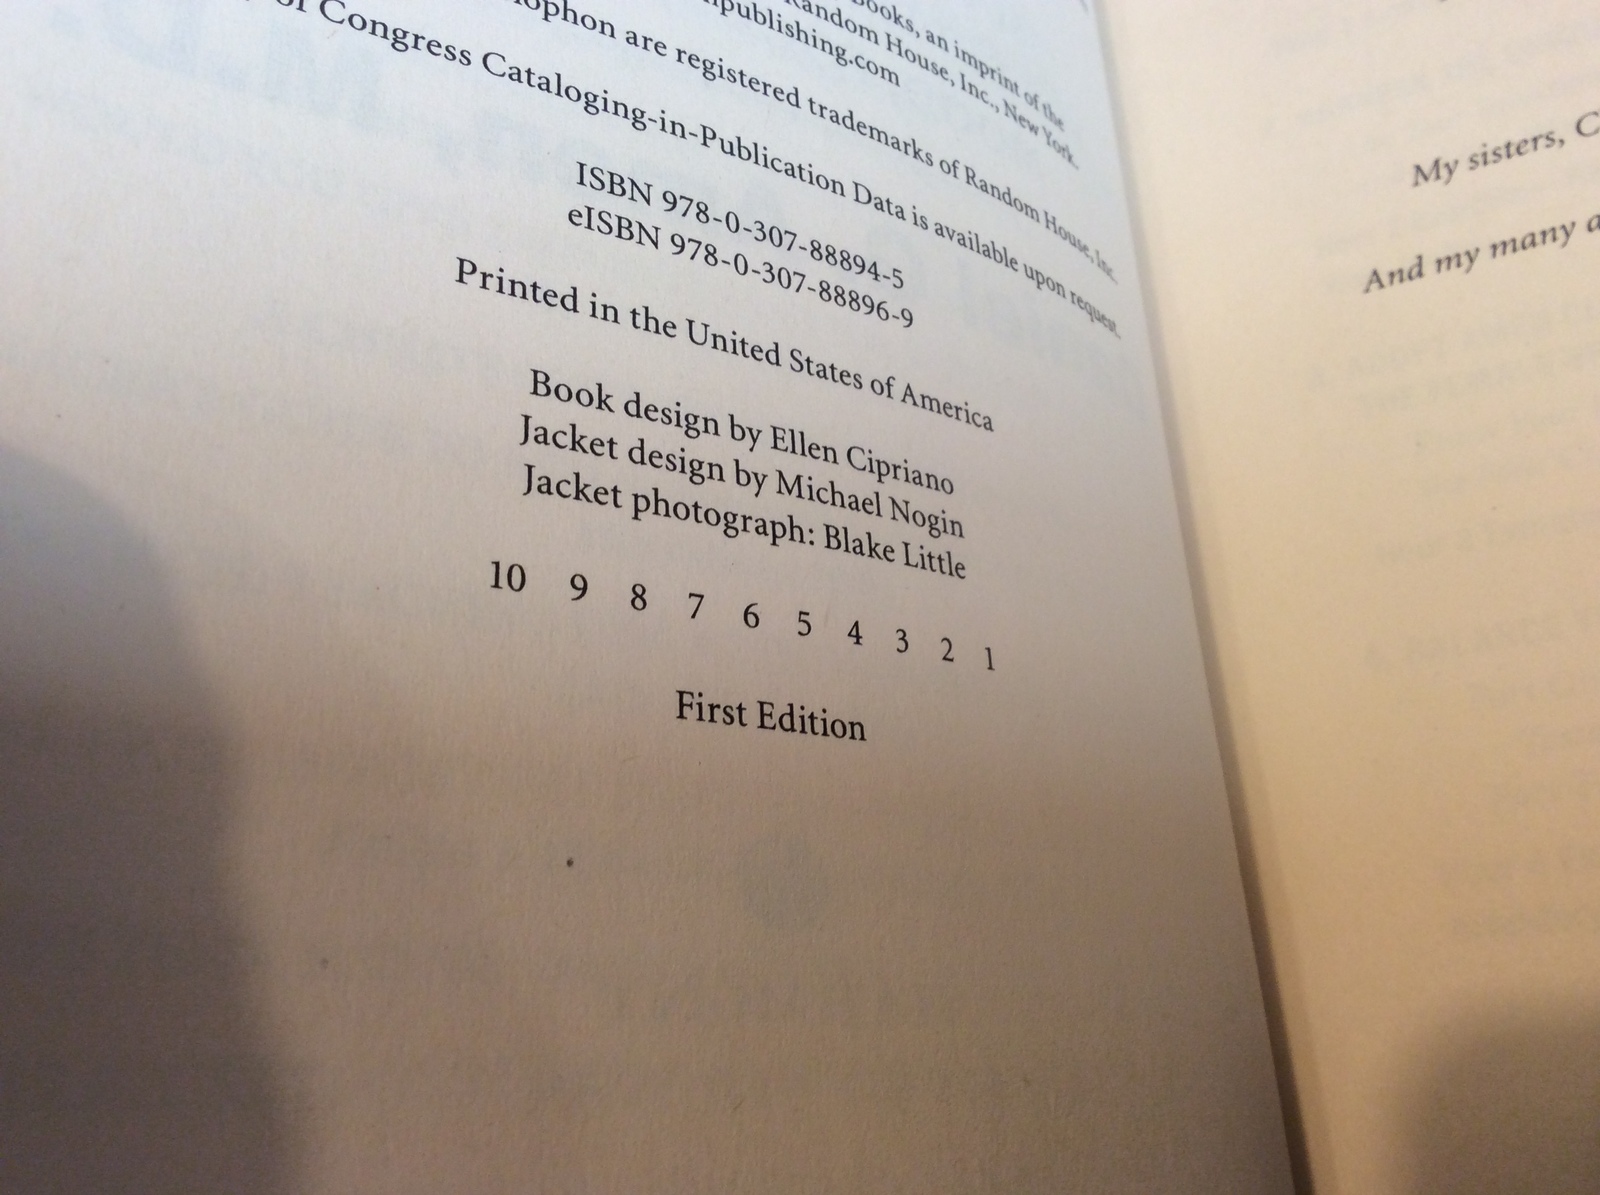 Books, an imprint of the
Random House, Inc., New York.
publishing.com
are registered trademarks of Random House, Inc.
of Congress Cataloging-in-Publication Data is available upon request.
ISBN 978-0-307-88894-5
eISBN 978-0-307-88896-9
Printed in the United States of America
Book design by Ellen Cipriano
Jacket design by Michael Nogin
Jacket photograph: Blake Little
10 9 8 7 6 5 4 3 2 1
First Edition
My sisters, C
And my many a